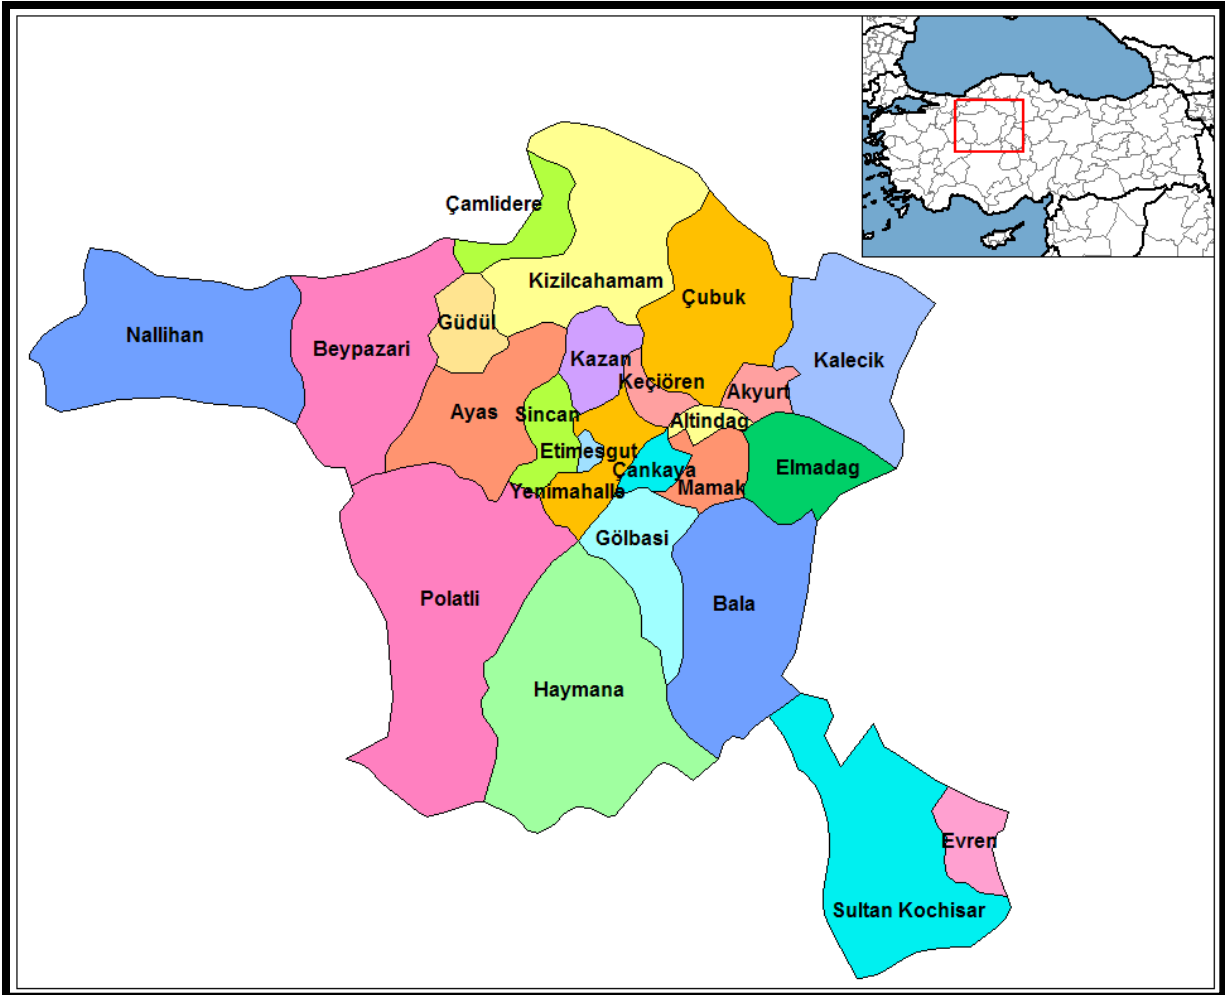 Çamlidere
Kizilcahamam
Çubuk
Nallihan
Güdül
Beypazari
Kazan
Kalecik
Keçiören
Akyurt
Ayas
Sincan
Altindag
Etimesgut
Çankaya
Elmadag
Yenimahalle
Mamak
Gölbasi
Polatli
Bala
Haymana
Evren
Sultan Kochisar